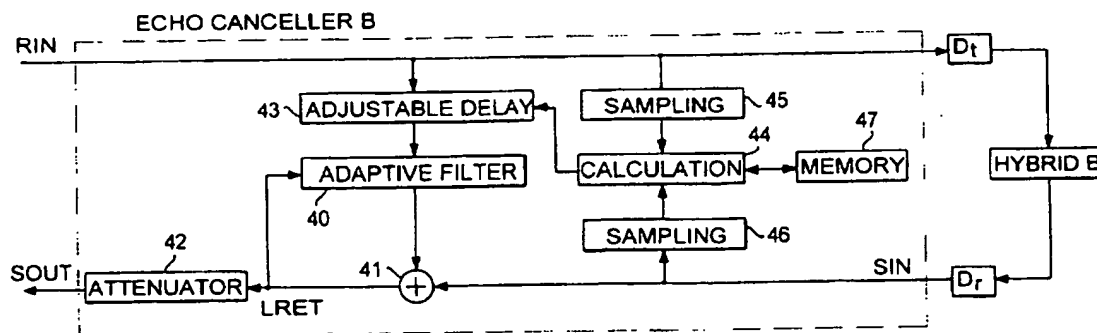 ECHO CANCELLER B
RIN
Dt
43
ADJUSTABLE DELAY
SAMPLING
45
44
47
ADAPTIVE FILTER
CALCULATION
MEMORY
HYBRID B
40
42
SAMPLING
46
SOUT
ATTENUATOR
LRET
41
+
SIN
Dr